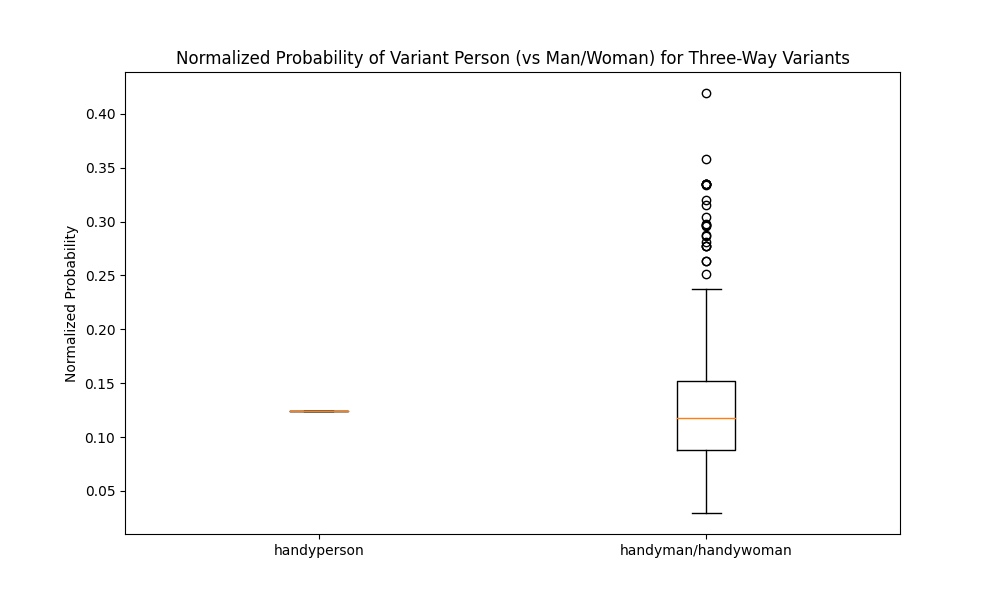 Normalized Probability of Variant Person (vs Man/Woman) for Three-Way Variants
Normalized Probability
0.40
0.35
0.30
0.25
0.20
0.15
0.10
0.05
handyperson
handyman/handywoman